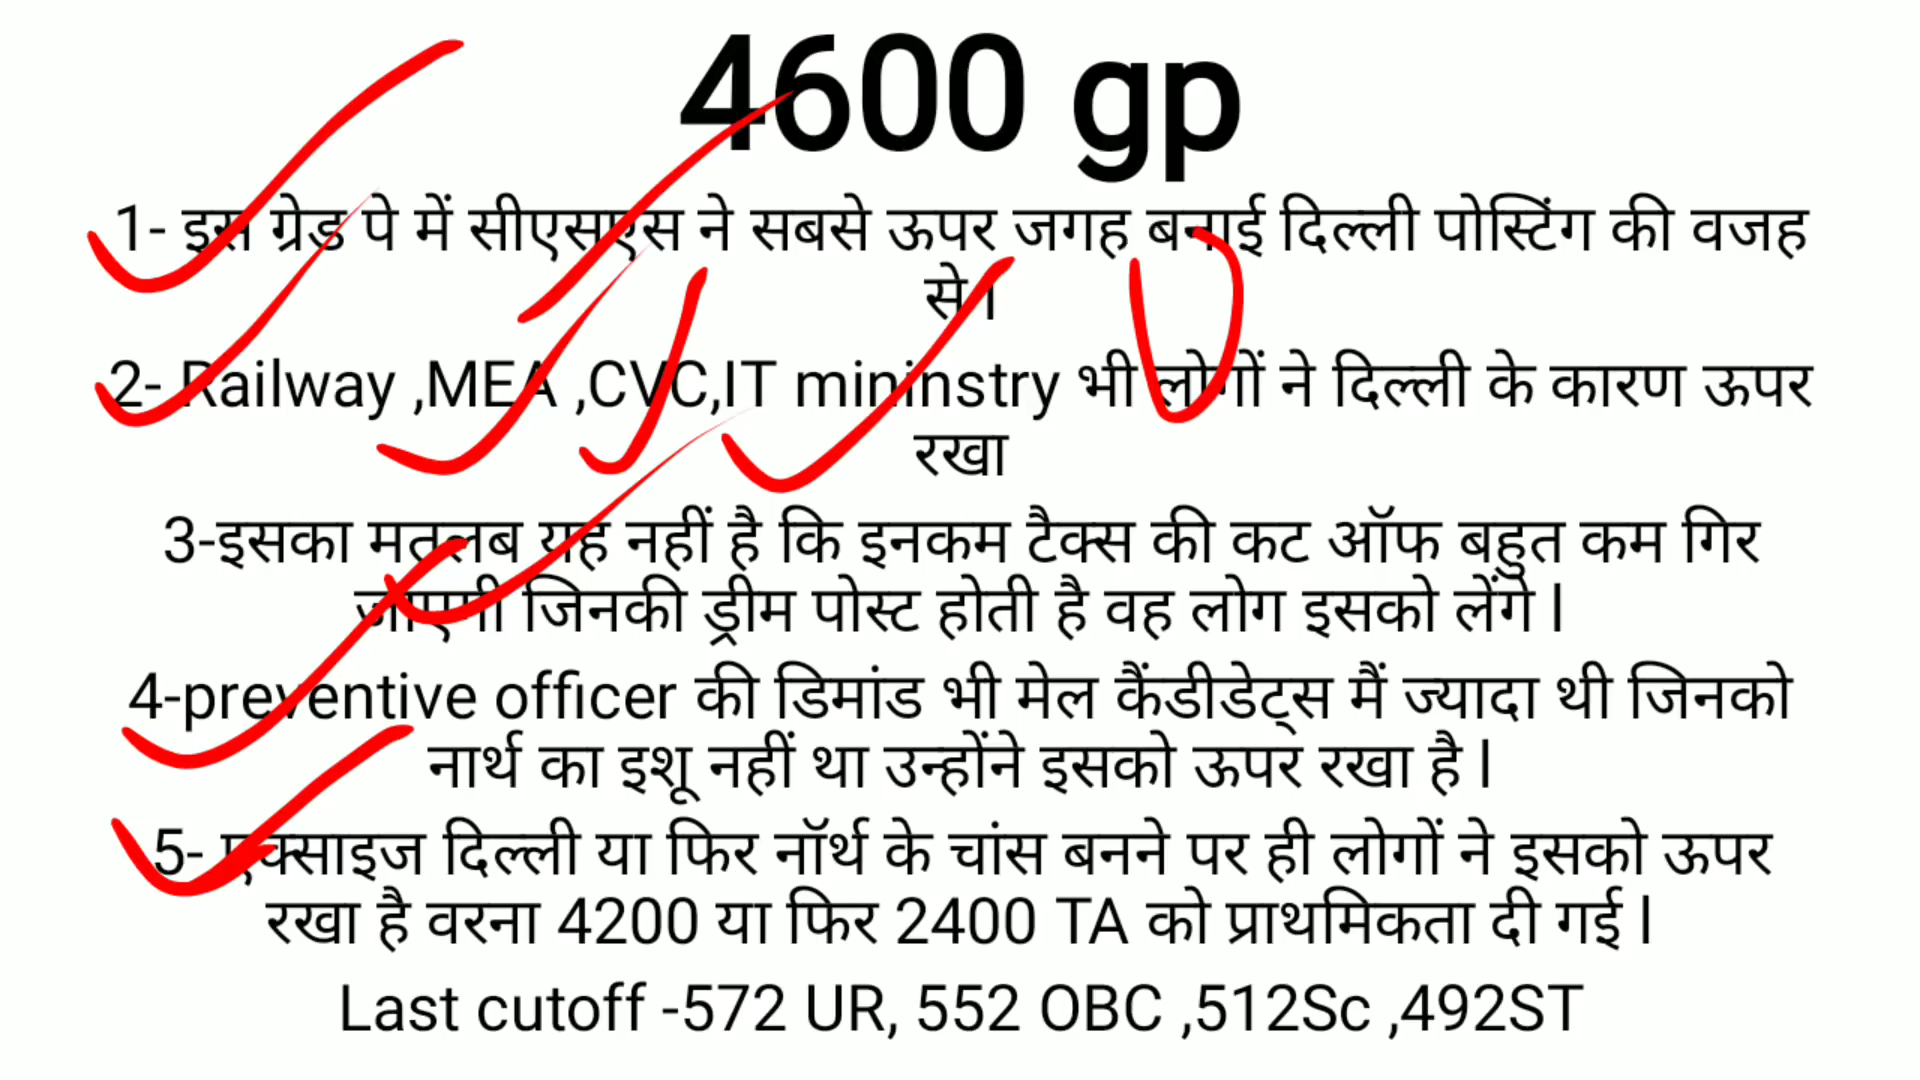 4600 gp
1- इस ग्रेड पे में सीएसएस ने सबसे ऊपर जगह बनाई दिल्ली पोस्टिंग की वजह
से l
2- Railway ,MEA ,CVC,IT mininstry भी लोगों ने दिल्ली के कारण ऊपर
रखा
3-इसका मतलब यह नहीं है कि इनकम टैक्स की कट ऑफ बहुत कम गिर
जाएगी जिनकी ड्रीम पोस्ट होती है वह लोग इसको लेंगे l
4-preventive officer की डिमांड भी मेल कैंडीडेट्स मैं ज्यादा थी जिनको
नार्थ का इशू नहीं था उन्होंने इसको ऊपर रखा है l
5- एक्साइज दिल्ली या फिर नॉर्थ के चांस बनने पर ही लोगों ने इसको ऊपर
रखा है वरना 4200 या फिर 2400 TA को प्राथमिकता दी गई l
Last cutoff -572 UR, 552 OBC ,512Sc ,492ST